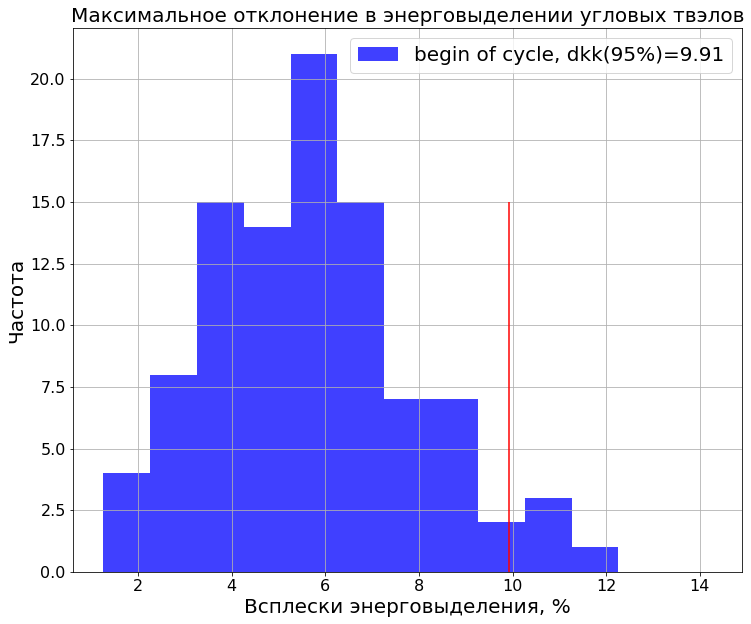 Максимальное отклонение в энерговыделении угловых твэлов
begin of cycle, dkk(95%)=9.91
Частота
20.0
17.5
15.0
12.5
10.0
7.5
5.0
2.5
0.0
2 4 6 8 10 12 14
Всплески энерговыделения, %